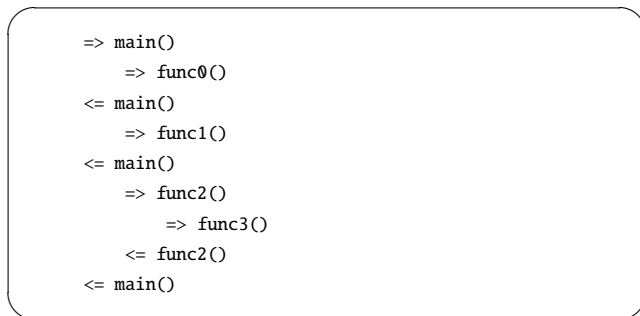 => main()
=> func0()
<= main()
=> func1()
<= main()
=> func2()
=> func3()
<= func2()
<= main()